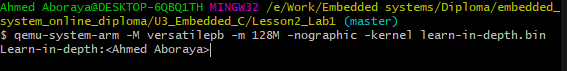 Ahmed Aboraya@DESKTOP-6QBQ1TH MINGW32 /e/Work/Embedded systems/Diploma/embedded_
system_online_diploma/U3_Embedded_C/Lesson2_Lab1 (master)
$ qemu-system-arm -M versatilepb -m 128M -nographic -kernel learn-in-depth.bin
Learn-in-depth:<Ahmed Aboraya>